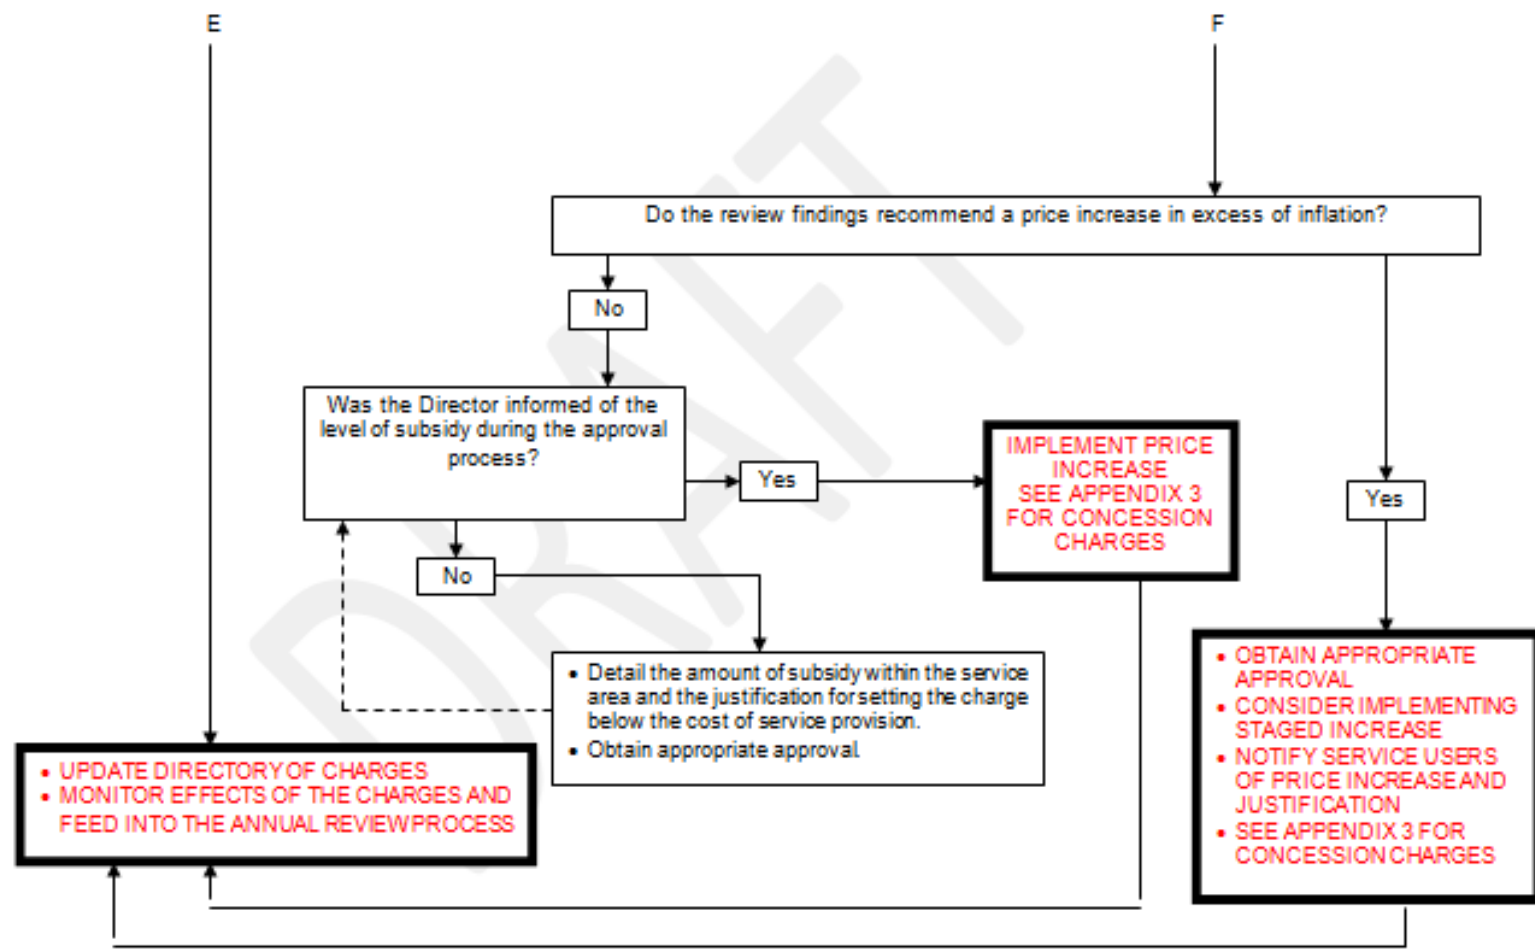 E
F
Do the review findings recommend a price increase in excess of inflation?
No
Was the Director informed of the
level of subsidy during the approval
process?
Yes
IMPLEMENT PRICE
INCREASE
SEE APPENDIX 3
FOR CONCESSION
CHARGES
Yes
No
• Detail the amount of subsidy within the service
area and the justification for setting the charge
below the cost of service provision.
• Obtain appropriate approval
• OBTAIN APPROPRIATE
APPROVAL
• CONSIDER IMPLEMENTING
STAGED INCREASE
• NOTIFY SERVICE USERS
OF PRICE INCREASE AND
JUSTIFICATION
• SEE APPENDIX 3 FOR
CONCESSION CHARGES
• UPDATE DIRECTORY OF CHARGES
• MONITOR EFFECTS OF THE CHARGES AND
FEED INTO THE ANNUAL REVIEW PROCESS
DRAFT